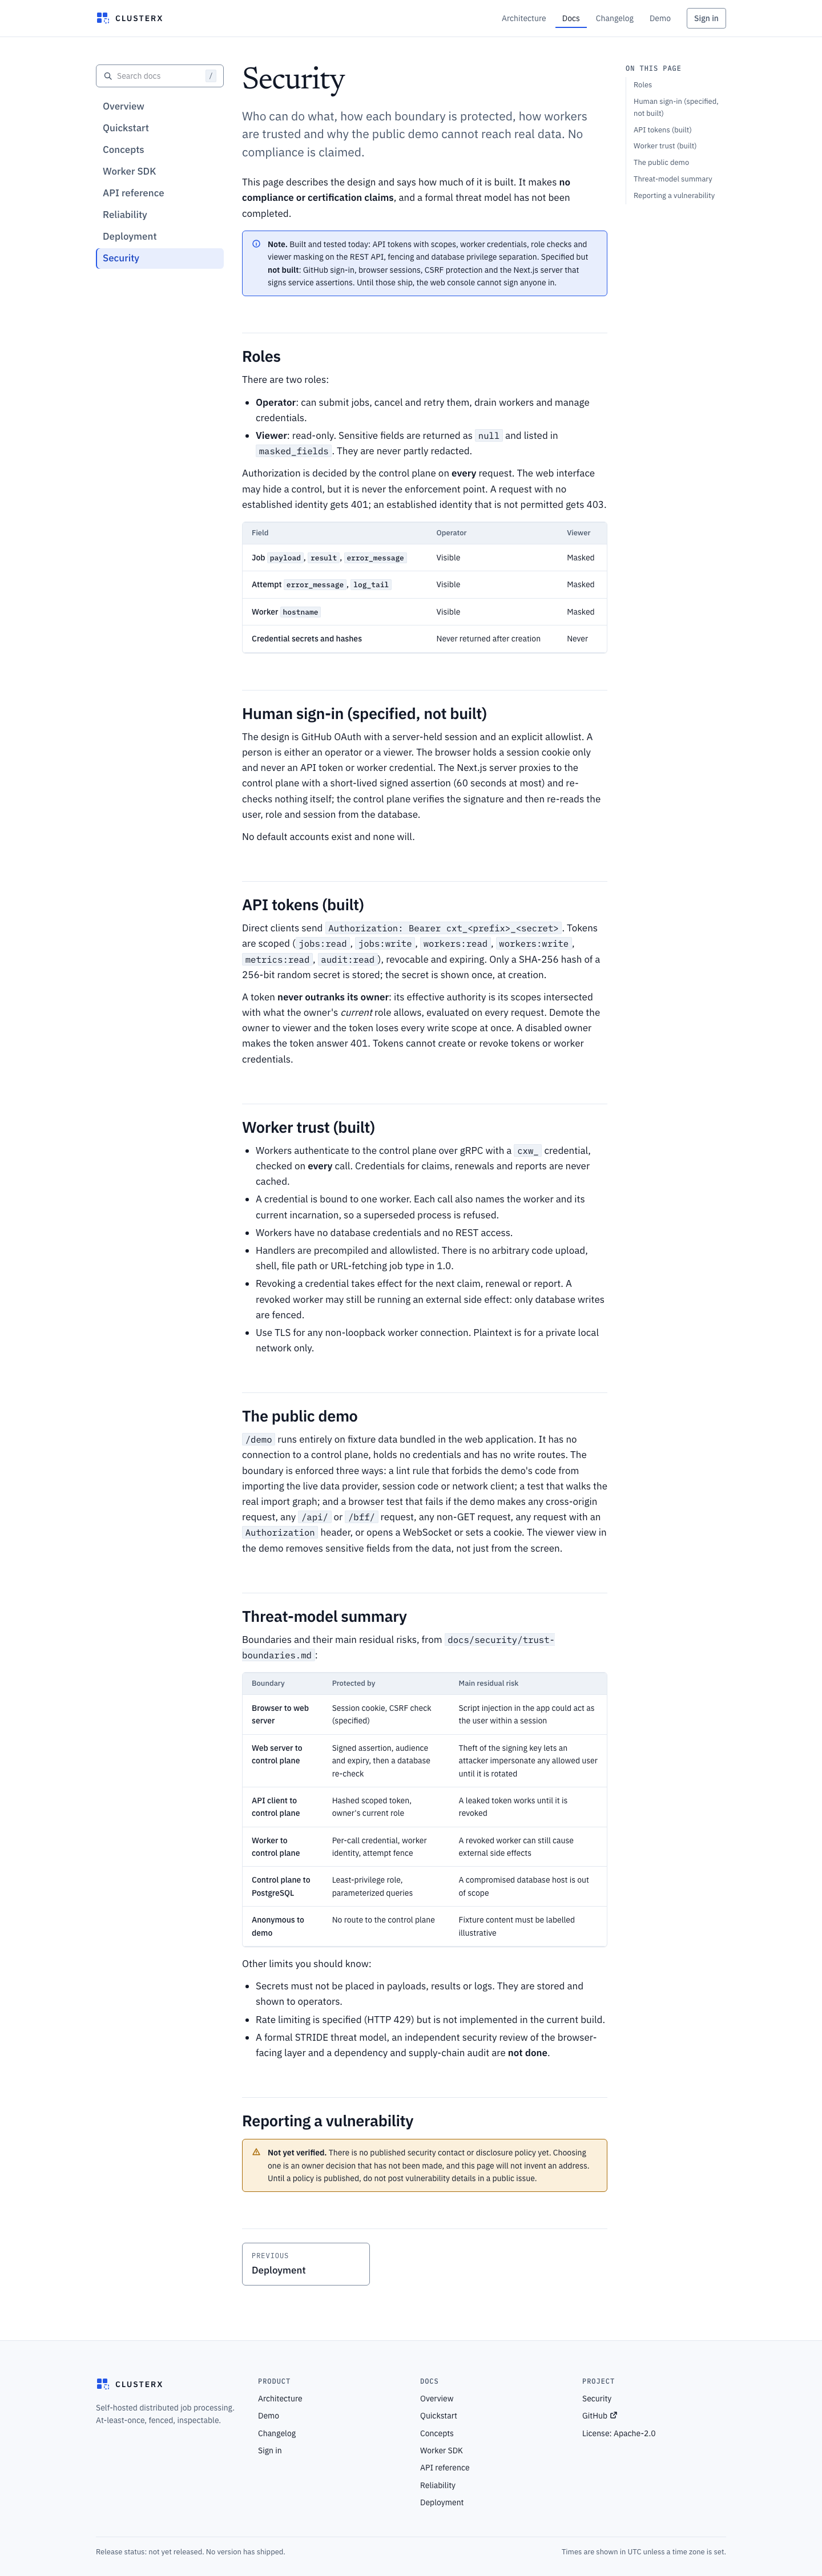 CLUSTERX
Architecture Docs Changelog Demo Sign in
Search docs /
Overview
Quickstart
Concepts
Worker SDK
API reference
Reliability
Deployment
Security
Security
Who can do what, how each boundary is protected, how workers
are trusted and why the public demo cannot reach real data. No
compliance is claimed.
This page describes the design and says how much of it is built. It makes no
compliance or certification claims, and a formal threat model has not been
completed.
Note. Built and tested today: API tokens with scopes, worker credentials, role checks and
viewer masking on the REST API, fencing and database privilege separation. Specified but
not built: GitHub sign-in, browser sessions, CSRF protection and the Next.js server that
signs service assertions. Until those ship, the web console cannot sign anyone in.
ON THIS PAGE
Roles
Human sign-in (specified,
not built)
API tokens (built)
Worker trust (built)
The public demo
Threat-model summary
Reporting a vulnerability
Roles
There are two roles:
• Operator: can submit jobs, cancel and retry them, drain workers and manage
credentials.
• Viewer: read-only. Sensitive fields are returned as null and listed in
masked_fields. They are never partly redacted.
Authorization is decided by the control plane on every request. The web interface
may hide a control, but it is never the enforcement point. A request with no
established identity gets 401; an established identity that is not permitted gets 403.
Field Operator Viewer
Job payload, result, error_message Visible Masked
Attempt error_message, log_tail Visible Masked
Worker hostname Visible Masked
Credential secrets and hashes Never returned after creation Never
Human sign-in (specified, not built)
The design is GitHub OAuth with a server-held session and an explicit allowlist. A
person is either an operator or a viewer. The browser holds a session cookie only
and never an API token or worker credential. The Next.js server proxies to the
control plane with a short-lived signed assertion (60 seconds at most) and re-
checks nothing itself; the control plane verifies the signature and then re-reads the
user, role and session from the database.
No default accounts exist and none will.
API tokens (built)
Direct clients send Authorization: Bearer cxt_<prefix>_<secret>. Tokens
are scoped (jobs:read, jobs:write, workers:read, workers:write,
metrics:read, audit:read), revocable and expiring. Only a SHA-256 hash of a
256-bit random secret is stored; the secret is shown once, at creation.
A token never outranks its owner: its effective authority is its scopes intersected
with what the owner's current role allows, evaluated on every request. Demote the
owner to viewer and the token loses every write scope at once. A disabled owner
makes the token answer 401. Tokens cannot create or revoke tokens or worker
credentials.
Worker trust (built)
• Workers authenticate to the control plane over gRPC with a cxw_ credential,
checked on every call. Credentials for claims, renewals and reports are never
cached.
• A credential is bound to one worker. Each call also names the worker and its
current incarnation, so a superseded process is refused.
• Workers have no database credentials and no REST access.
• Handlers are precompiled and allowlisted. There is no arbitrary code upload,
shell, file path or URL-fetching job type in 1.0.
• Revoking a credential takes effect for the next claim, renewal or report. A
revoked worker may still be running an external side effect: only database writes
are fenced.
• Use TLS for any non-loopback worker connection. Plaintext is for a private local
network only.
The public demo
/demo runs entirely on fixture data bundled in the web application. It has no
connection to a control plane, holds no credentials and has no write routes. The
boundary is enforced three ways: a lint rule that forbids the demo's code from
importing the live data provider, session code or network client; a test that walks the
real import graph; and a browser test that fails if the demo makes any cross-origin
request, any /api/ or /bff/ request, any non-GET request, any request with an
Authorization header, or opens a WebSocket or sets a cookie. The viewer view in
the demo removes sensitive fields from the data, not just from the screen.
Threat-model summary
Boundaries and their main residual risks, from docs/security/trust-
boundaries.md:
Boundary Protected by Main residual risk
Browser to web
server
Session cookie, CSRF check
(specified)
Script injection in the app could act as
the user within a session
Web server to
control plane
Signed assertion, audience
and expiry, then a database
re-check
Theft of the signing key lets an
attacker impersonate any allowed user
until it is rotated
API client to
control plane
Hashed scoped token,
owner's current role
A leaked token works until it is
revoked
Worker to
control plane
Per-call credential, worker
identity, attempt fence
A revoked worker can still cause
external side effects
Control plane to
PostgreSQL
Least-privilege role,
parameterized queries
A compromised database host is out
of scope
Anonymous to
demo
No route to the control plane
Fixture content must be labelled
illustrative
Other limits you should know:
• Secrets must not be placed in payloads, results or logs. They are stored and
shown to operators.
• Rate limiting is specified (HTTP 429) but is not implemented in the current build.
• A formal STRIDE threat model, an independent security review of the browser-
facing layer and a dependency and supply-chain audit are not done.
Reporting a vulnerability
Not yet verified. There is no published security contact or disclosure policy yet. Choosing
one is an owner decision that has not been made, and this page will not invent an address.
Until a policy is published, do not post vulnerability details in a public issue.
PREVIOUS
Deployment
CLUSTERX
Self-hosted distributed job processing.
At-least-once, fenced, inspectable.
PRODUCT
Architecture
Demo
Changelog
Sign in
DOCS
Overview
Quickstart
Concepts
Worker SDK
API reference
Reliability
Deployment
PROJECT
Security
GitHub
License: Apache-2.0
Release status: not yet released. No version has shipped.
Times are shown in UTC unless a time zone is set.